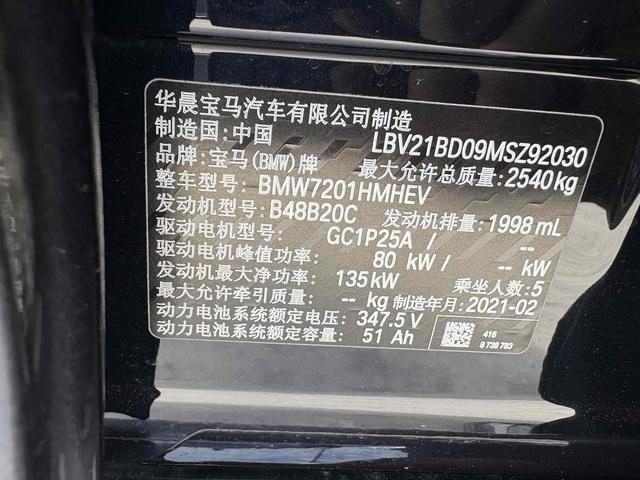 华晨宝马汽车有限公司制造
制造国:中国 LBV21BD09MSZ92030
品牌:宝马(BMW)牌 最大允许总质量:2540kg
整车型号:BMW7201HMHEV
发动机型号:B48B20C 发动机排量:1998 mL
驱动电机型号: GC1P25A / --
驱动电机峰值功率: 80 kW / -- kW
发动机最大净功率: 135kW 乘坐人数:5
最大允许牵引质量: -- kg 制造年月:2021-02
动力电池系统额定电压: 347.5 V
动力电池系统额定容量: 51 Ah
416
8 738 783